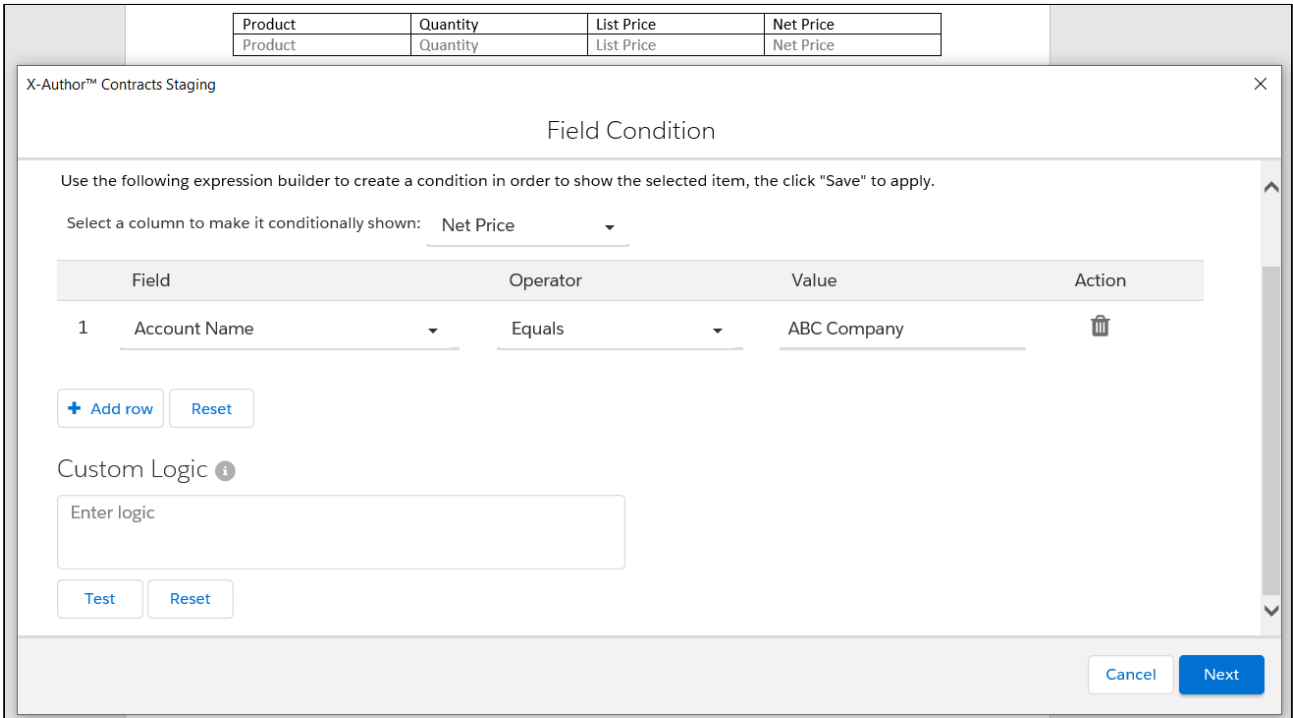 Product Quantity List Price Net Price
Product Quantity List Price Net Price
X-Author™ Contracts Staging
Field Condition
Use the following expression builder to create a condition in order to show the selected item, the click "Save" to apply.
Select a column to make it conditionally shown: Net Price
Field Operator Value Action
1 Account Name Equals ABC Company
+ Add row Reset
Custom Logic i
Enter logic
Test Reset
Cancel Next